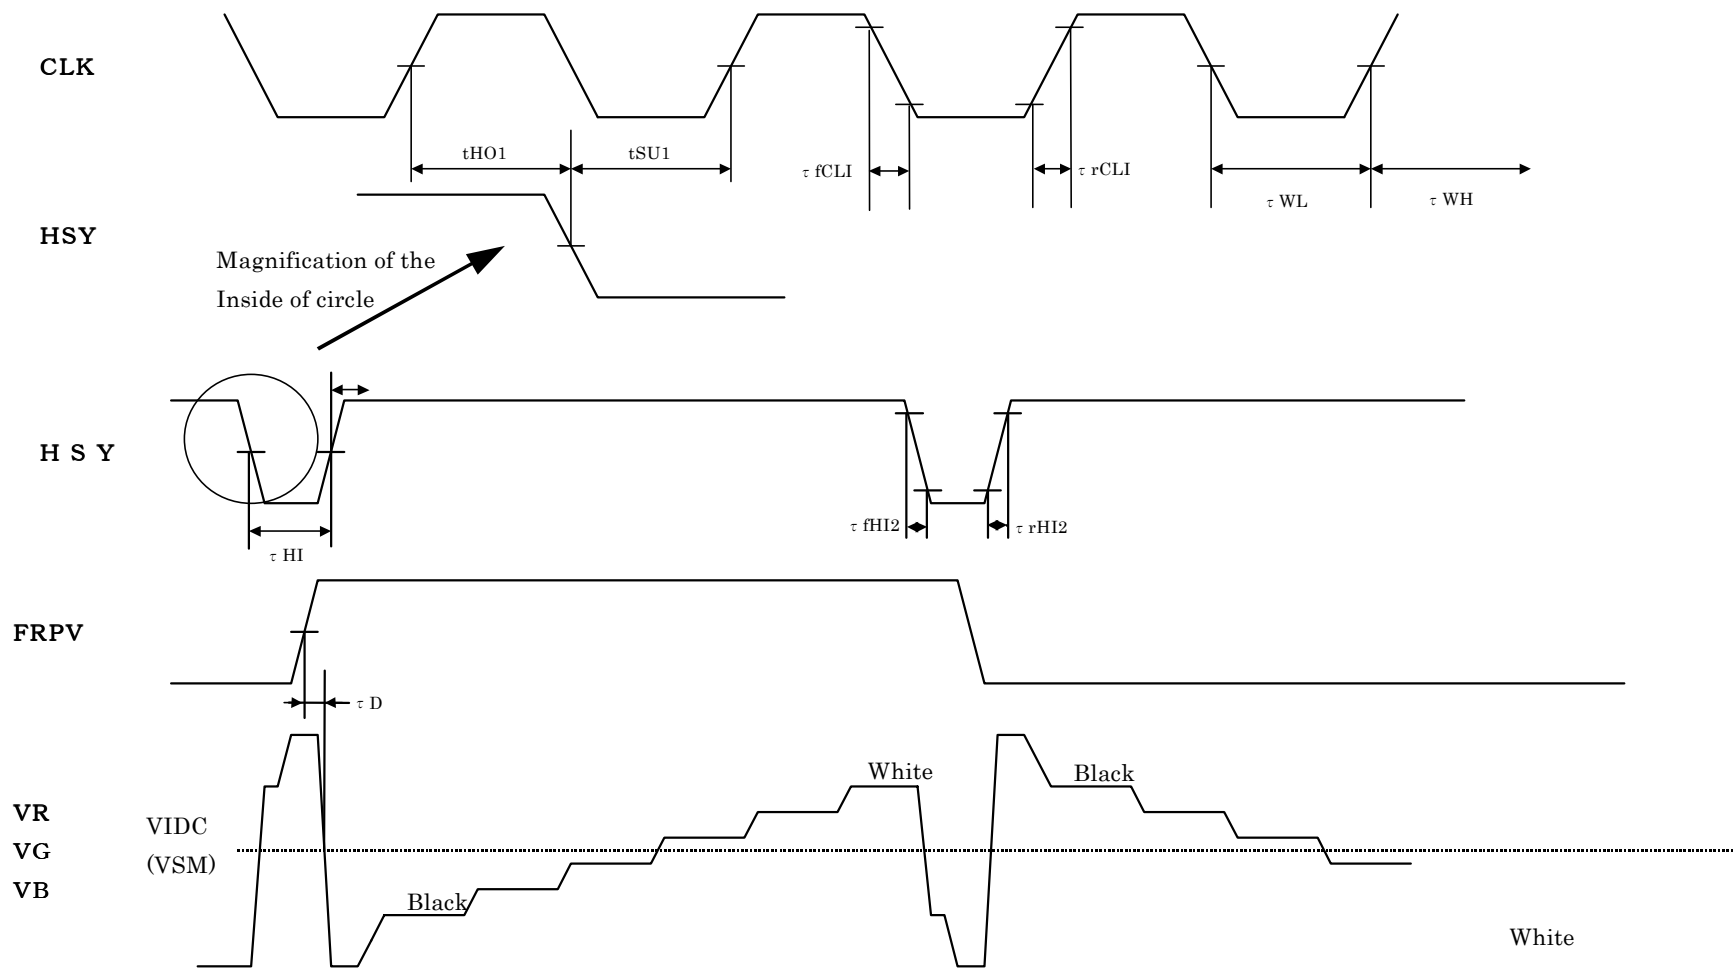 CLK
tHO1
tSU1
τ fCLI
τ rCLI
τ WL
τ WH
HSY
Magnification of the
Inside of circle
H S Y
τ HI
τ fHI2
τ rHI2
FRPV
τ D
White
Black
VR
VIDC
VG
(VSM)
VB
Black
White